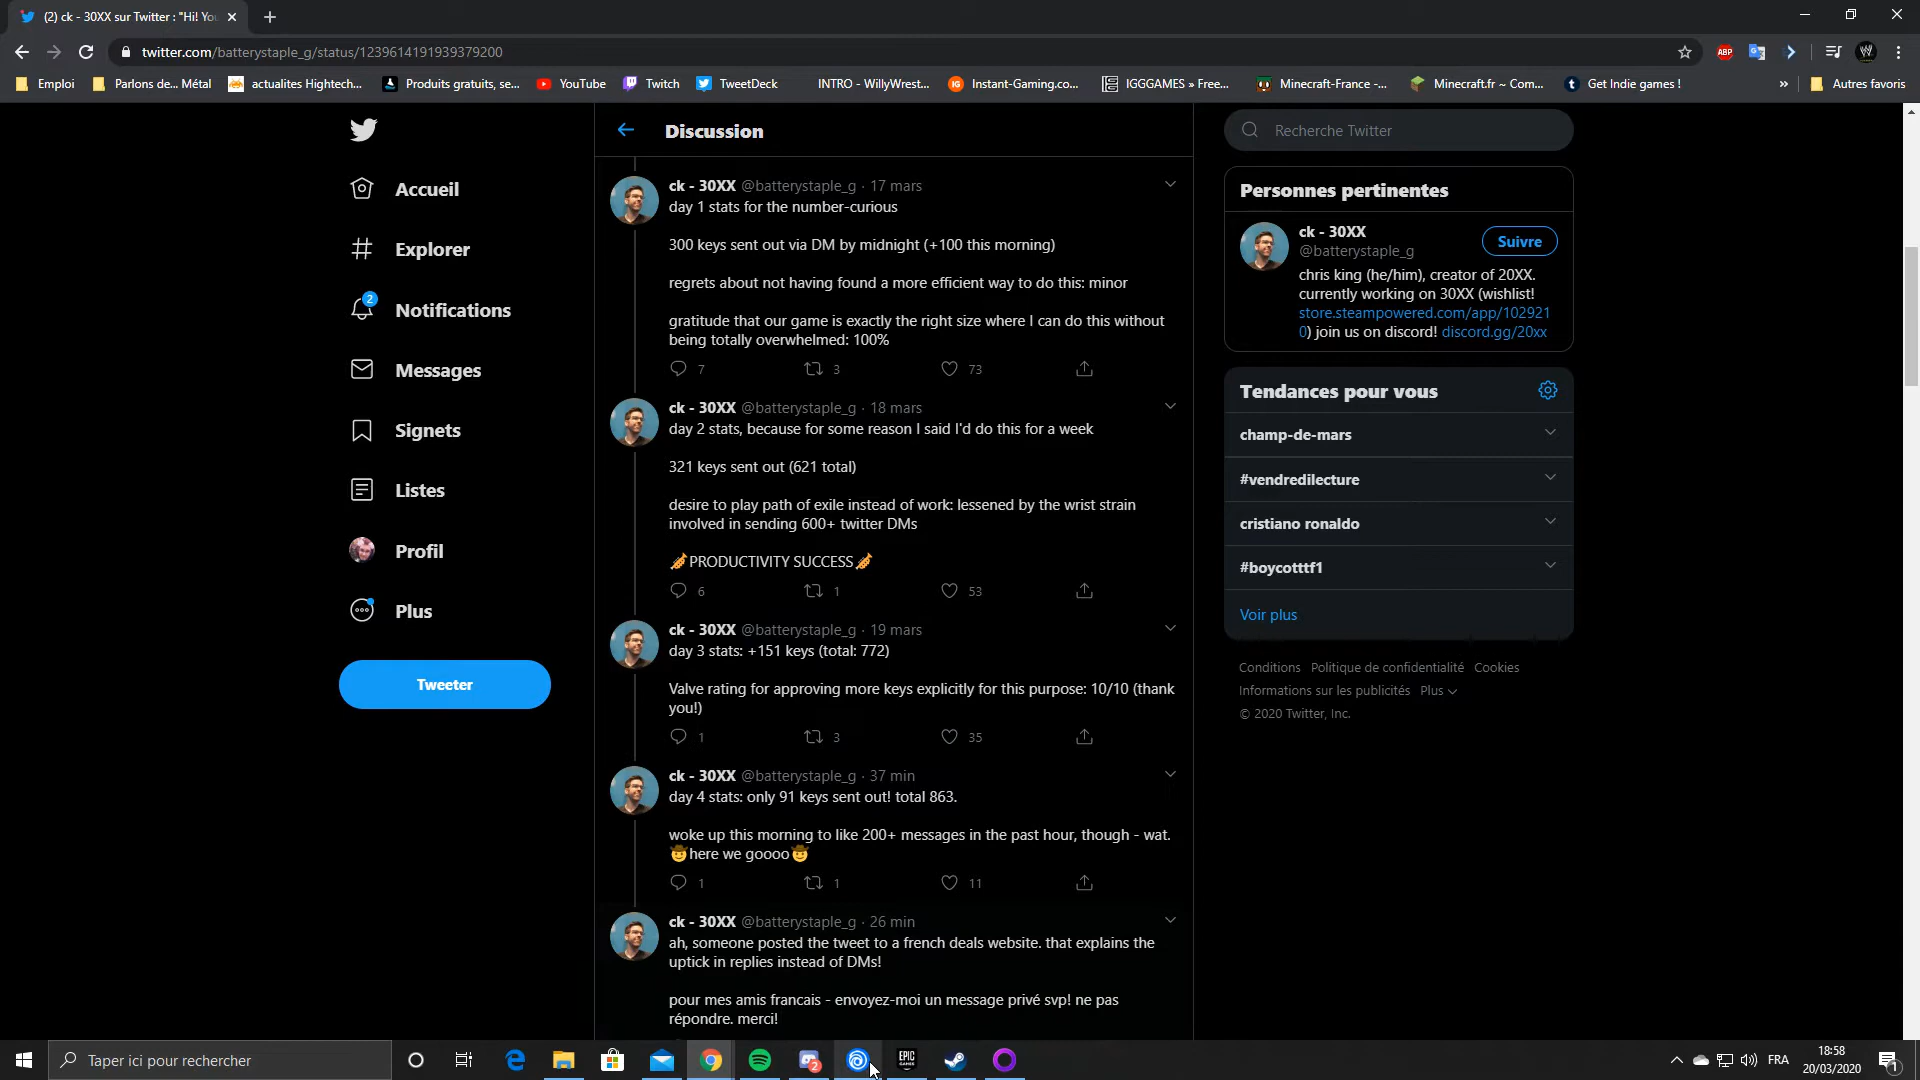 (2) ck - 30XX sur Twitter : "Hi! You
twitter.com/batterystaple_g/status/1239614191939379200
ABP
Emploi
Parlons de... Métal
actualites Hightech...
Produits gratuits, se...
YouTube
Twitch
TweetDeck
INTRO - WillyWrest...
IG
Instant-Gaming.co...
IGGGAMES » Free...
Minecraft-France -...
Minecraft.fr ~ Com...
t
Get Indie games !
»
Autres favoris
Accueil
Explorer
2
Notifications
Messages
Signets
Listes
Profil
Plus
Tweeter
Discussion
ck - 30XX @batterystaple_g · 17 mars
day 1 stats for the number-curious
300 keys sent out via DM by midnight (+100 this morning)
regrets about not having found a more efficient way to do this: minor
gratitude that our game is exactly the right size where I can do this without
being totally overwhelmed: 100%
7 3 73
ck - 30XX @batterystaple_g · 18 mars
day 2 stats, because for some reason I said I'd do this for a week
321 keys sent out (621 total)
desire to play path of exile instead of work: lessened by the wrist strain
involved in sending 600+ twitter DMs
🎺PRODUCTIVITY SUCCESS🎺
6 1 53
ck - 30XX @batterystaple_g · 19 mars
day 3 stats: +151 keys (total: 772)
Valve rating for approving more keys explicitly for this purpose: 10/10 (thank
you!)
1 3 35
ck - 30XX @batterystaple_g · 37 min
day 4 stats: only 91 keys sent out! total 863.
woke up this morning to like 200+ messages in the past hour, though - wat.
🤠here we goooo🤠
1 1 11
ck - 30XX @batterystaple_g · 26 min
ah, someone posted the tweet to a french deals website. that explains the
uptick in replies instead of DMs!
pour mes amis francais - envoyez-moi un message privé svp! ne pas
répondre. merci!
Recherche Twitter
Personnes pertinentes
ck - 30XX
@batterystaple_g
Suivre
chris king (he/him), creator of 20XX.
currently working on 30XX (wishlist!
store.steampowered.com/app/102921
0) join us on discord! discord.gg/20xx
Tendances pour vous
champ-de-mars
#vendredilecture
cristiano ronaldo
#boycotttf1
Voir plus
Conditions Politique de confidentialité Cookies
Informations sur les publicités Plus
© 2020 Twitter, Inc.
Taper ici pour rechercher
2
EPIC
GAMES
FRA
18:58
20/03/2020
1